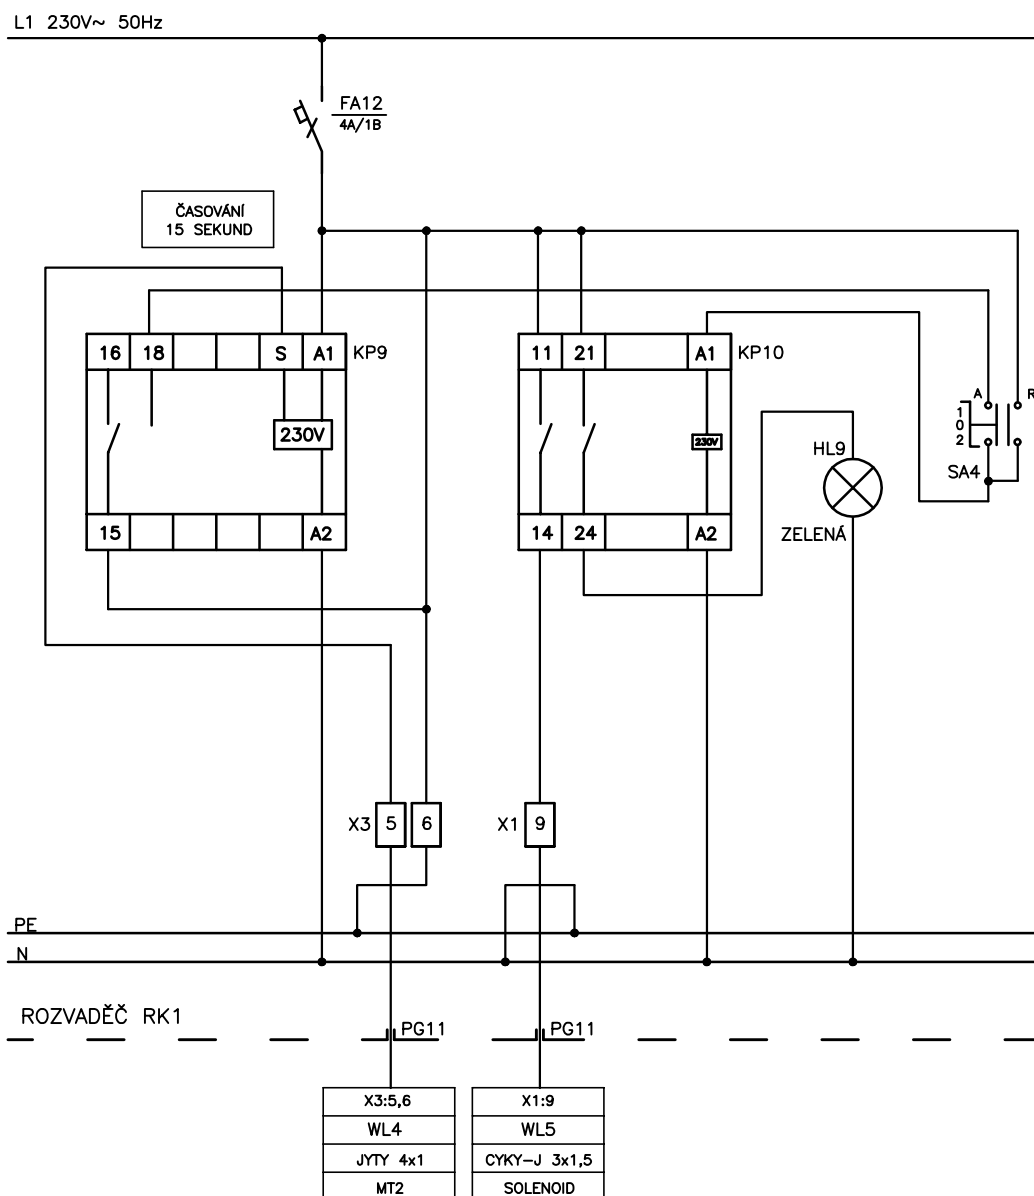 L1 230V~ 50Hz
FA12
4A/1B
ČASOVÁNÍ
15 SEKUND
16 18 S A1 KP9
230V
15 A2
11 21 A1 KP10
230V
14 24 A2
HL9
ZELENÁ
A R
1
0
2
SA4
X3 5 6
X1 9
PE
N
ROZVADĚČ RK1
PG11
PG11
X3:5,6
WL4
JYTY 4x1
MT2
X1:9
WL5
CYKY-J 3x1,5
SOLENOID